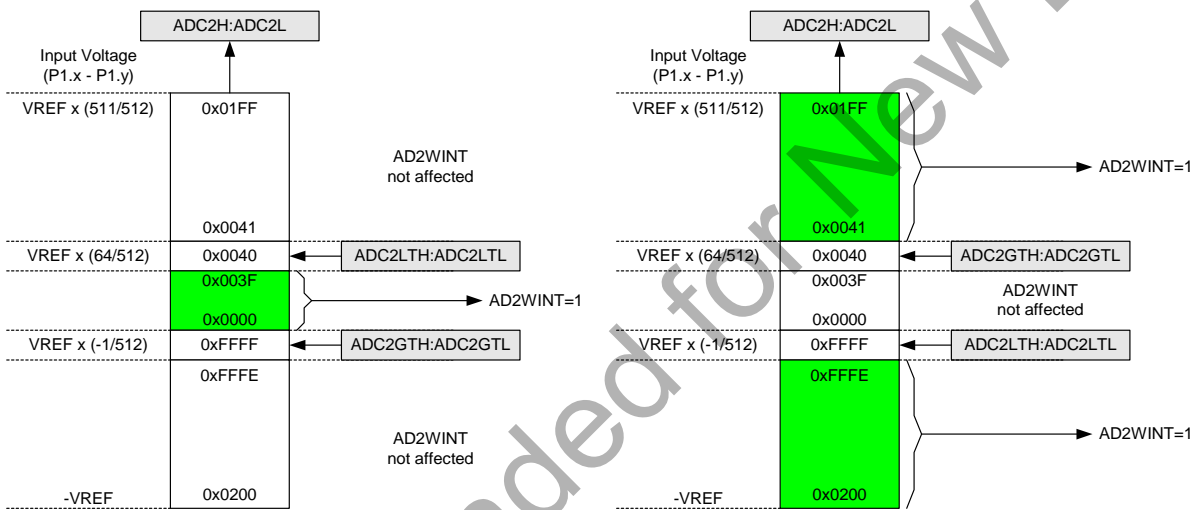 ADC2H:ADC2L
Input Voltage
(P1.x - P1.y)
VREF x (511/512)
0x01FF
AD2WINT
not affected
0x0041
VREF x (64/512)
0x0040
ADC2LTH:ADC2LTL
0x003F
AD2WINT=1
0x0000
VREF x (-1/512)
0xFFFF
ADC2GTH:ADC2GTL
0xFFFE
AD2WINT
not affected
-VREF
0x0200
ADC2H:ADC2L
Input Voltage
(P1.x - P1.y)
VREF x (511/512)
0x01FF
AD2WINT=1
0x0041
VREF x (64/512)
0x0040
ADC2GTH:ADC2GTL
0x003F
AD2WINT
not affected
0x0000
VREF x (-1/512)
0xFFFF
ADC2LTH:ADC2LTL
0xFFFE
AD2WINT=1
-VREF
0x0200
for New